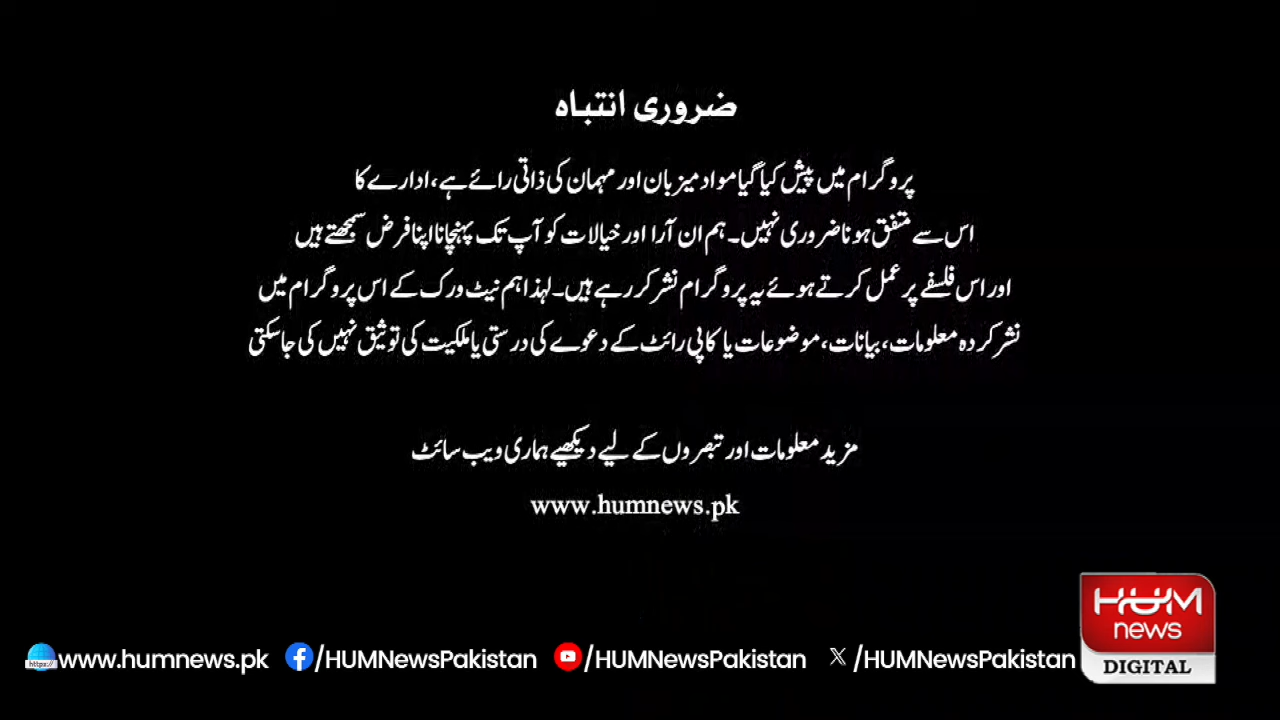 ضروری انتباہ
پروگرام میں پیش کیا گیا مواد میزبان اور مہمان کی ذاتی رائے ہے، ادارے کا
اس سے متفق ہونا ضروری نہیں۔ ہم ان آرا اور خیالات کو آپ تک پہنچانا اپنا فرض سمجھتے ہیں
اور اس فلسفے پر عمل کرتے ہوئے یہ پروگرام نشر کر رہے ہیں۔ لہذا ہم نیٹ ورک کے اس پروگرام میں
نشر کردہ معلومات، بیانات، موضوعات یا کاپی رائٹ کے دعوے کی درستی یا ملکیت کی توثیق نہیں کی جاسکتی
مزید معلومات اور تبصروں کے لیے دیکھیے ہماری ویب سائٹ
www.humnews.pk
HUM
news
DIGITAL
https:// www.humnews.pk /HUMNewsPakistan /HUMNewsPakistan X /HUMNewsPakistan